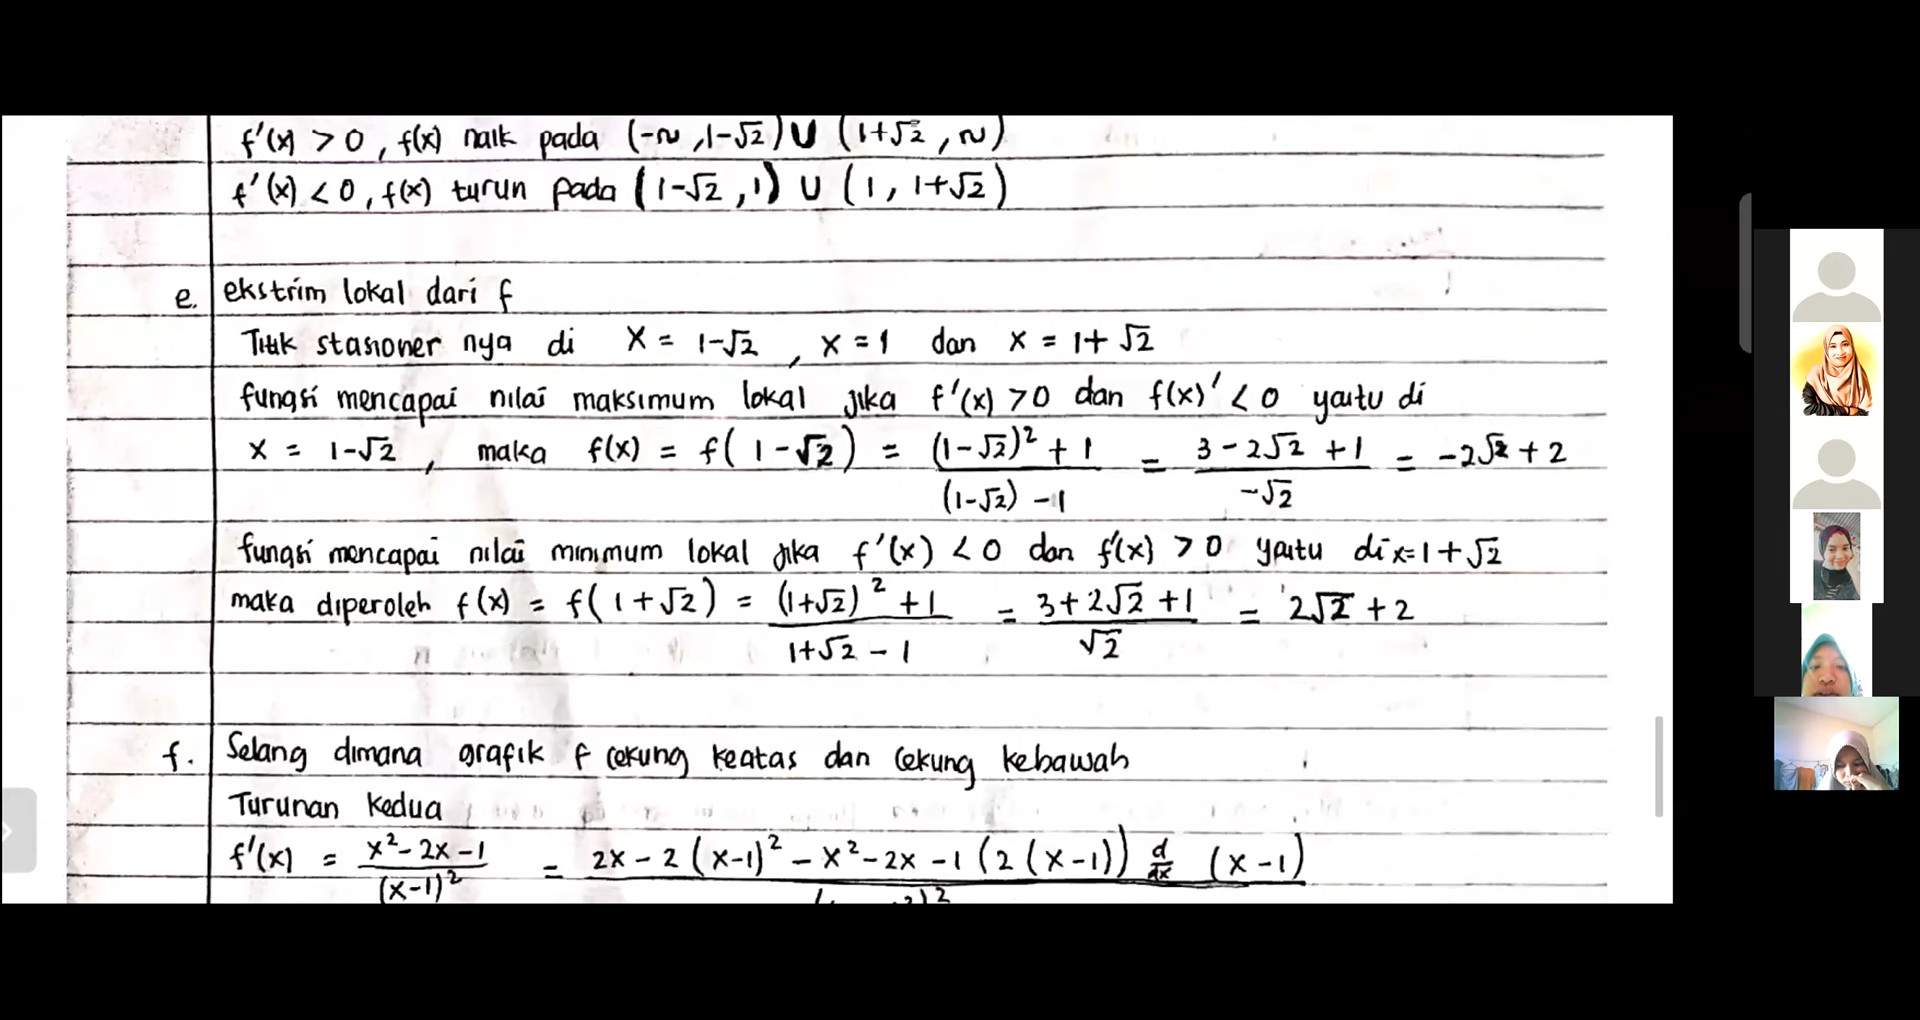 f'(x) > 0, f(x) naik pada (-∞, 1-√2) ∪ (1+√2, ∞)
f'(x) < 0, f(x) turun pada (1-√2, 1) ∪ (1, 1+√2)
e. ekstrim lokal dari f
Titik stasioner nya di x = 1-√2, x = 1 dan x = 1+√2
fungsi mencapai nilai maksimum lokal jika f'(x) > 0 dan f(x)' < 0 yaitu di
x = 1-√2, maka f(x) = f(1-√2) = ((1-√2)² + 1)/((1-√2) - 1) = (3 - 2√2 + 1)/(-√2) = -2√2 + 2
fungsi mencapai nilai minimum lokal jika f'(x) < 0 dan f'(x) > 0 yaitu di x = 1+√2
maka diperoleh f(x) = f(1+√2) = ((1+√2)² + 1)/(1+√2 - 1) = (3 + 2√2 + 1)/(√2) = 2√2 + 2
f. Selang dimana grafik f cekung keatas dan cekung kebawah
Turunan kedua
f'(x) = (x² - 2x - 1)/((x-1)²) = 2x - 2 (x-1)² - x² - 2x - 1 (2(x-1)) d/dx (x-1)